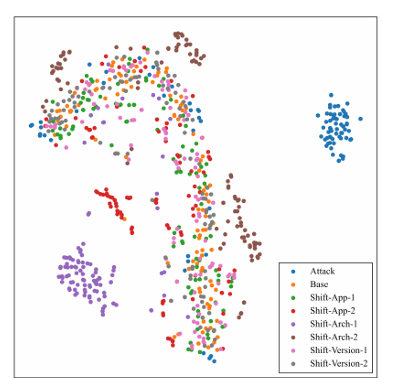 Attack
Base
Shift-App-1
Shift-App-2
Shift-Arch-1
Shift-Arch-2
Shift-Version-1
Shift-Version-2